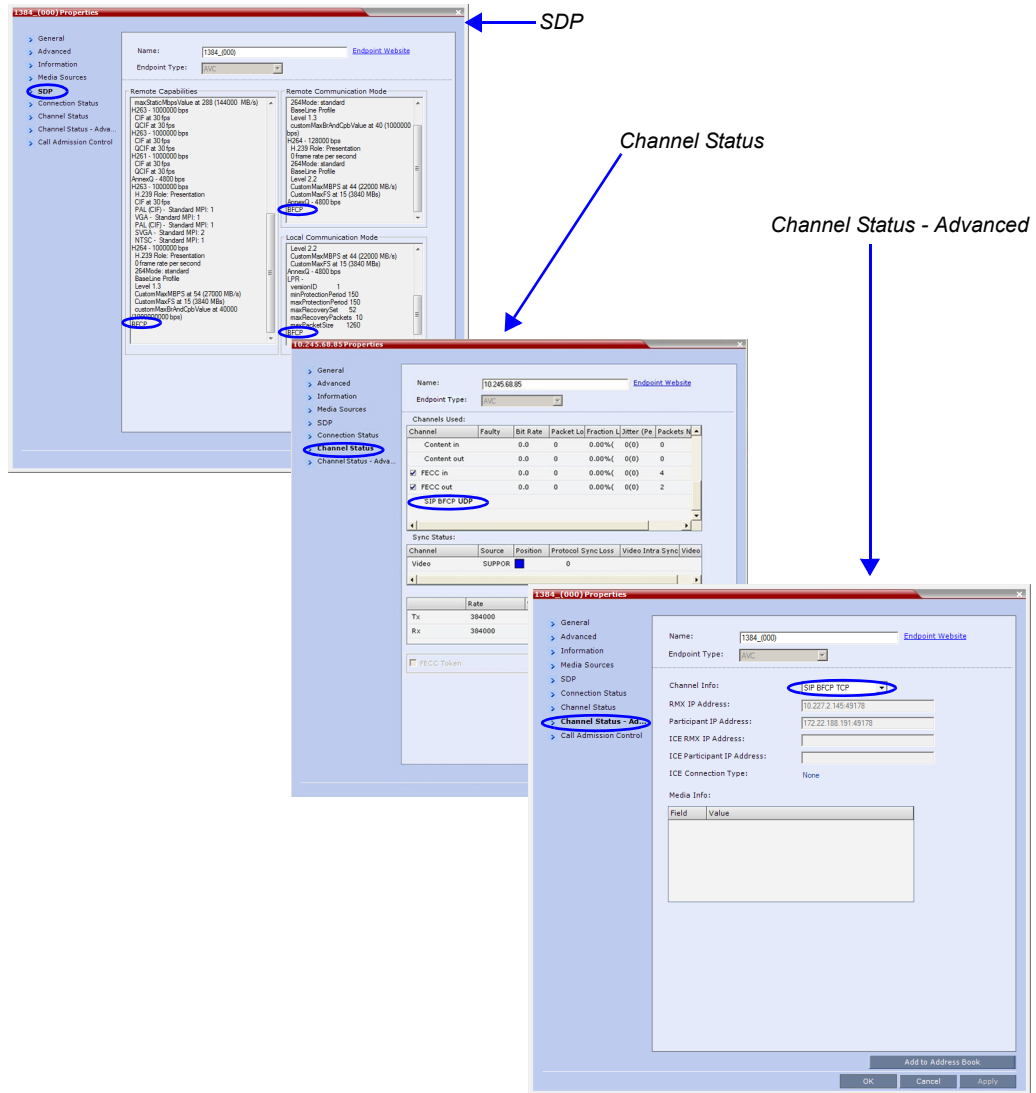 1384_(000) Properties
SDP
General
Advanced
Information
Media Sources
SDP
Connection Status
Channel Status
Channel Status - Adva...
Call Admission Control
Name:
1384_(000)
Endpoint Website
Endpoint Type:
AVC
Remote Capabilities
maxStaticMbpsValue at 288 (144000 MB/s)
H263 - 1000000 bps
CIF at 30 fps
QCIF at 30 fps
H263 - 1000000 bps
CIF at 30 fps
QCIF at 30 fps
H261 - 1000000 bps
CIF at 30 fps
QCIF at 30 fps
AnnexQ - 4800 bps
H263 - 1000000 bps
H.239 Role: Presentation
CIF at 30 fps
PAL (CIF) - Standard MPI: 1
VGA - Standard MPI: 1
PAL (CIF) - Standard MPI: 1
SVGA - Standard MPI: 2
NTSC - Standard MPI: 1
H264 - 1000000 bps
H.239 Role: Presentation
0 frame rate per second
264Mode: standard
BaseLine Profile
Level 1.3
CustomMaxMBPS at 54 (27000 MB/s)
CustomMaxFS at 15 (3840 MBs)
customMaxBrAndCpbValue at 40000
(1000000000 bps)
BFCP
Remote Communication Mode
264Mode: standard
BaseLine Profile
Level 1.3
customMaxBrAndCpbValue at 40 (1000000
bps)
H264 - 128000 bps
H.239 Role: Presentation
0 frame rate per second
264Mode: standard
BaseLine Profile
Level 2.2
CustomMaxMBPS at 44 (22000 MB/s)
CustomMaxFS at 15 (3840 MBs)
AnnexQ - 4800 bps
BFCP
Local Communication Mode
Level 2.2
CustomMaxMBPS at 44 (22000 MB/s)
CustomMaxFS at 15 (3840 MBs)
AnnexQ - 4800 bps
LPR -
versionID 1
minProtectionPeriod 150
maxProtectionPeriod 150
maxRecoverySet 52
maxRecoveryPackets 10
maxPacketSize 1260
BFCP
Channel Status
10.245.68.85 Properties
General
Advanced
Information
Media Sources
SDP
Connection Status
Channel Status
Channel Status - Adva...
Name:
10.245.68.85
Endpoint Website
Endpoint Type:
AVC
Channels Used:
Channel Faulty Bit Rate Packet Lo Fraction L Jitter (Pe Packets N
Content in 0.0 0 0.00%( 0(0) 0
Content out 0.0 0 0.00%( 0(0) 0
FECC in 0.0 0 0.00%( 0(0) 4
FECC out 0.0 0 0.00%( 0(0) 2
SIP BFCP UDP
Sync Status:
Channel Source Position Protocol Sync Loss Video Intra Sync Video
Video SUPPOR 0
Rate
Tx 384000
Rx 384000
FECC Token
Channel Status - Advanced
1384_(000) Properties
General
Advanced
Information
Media Sources
SDP
Connection Status
Channel Status
Channel Status - Ad...
Call Admission Control
Name:
1384_(000)
Endpoint Website
Endpoint Type:
AVC
Channel Info:
SIP BFCP TCP
RMX IP Address:
10.227.2.145:49178
Participant IP Address:
172.22.188.191:49178
ICE RMX IP Address:
ICE Participant IP Address:
ICE Connection Type:
None
Media Info:
Field Value
Add to Address Book
OK Cancel Apply